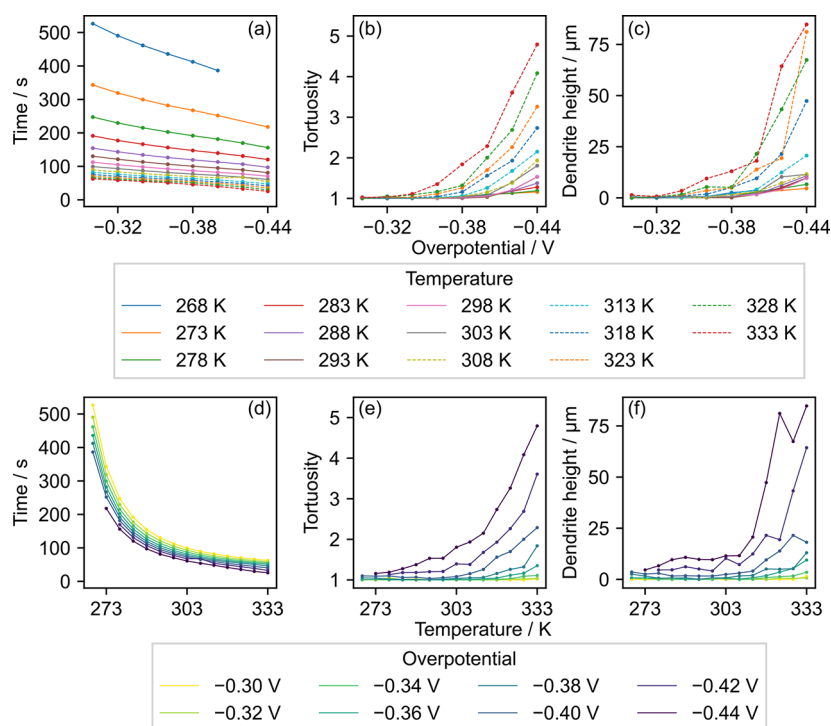 (a) (b) (c)
500
400
300
200
100
0
Time / s
−0.32 −0.38 −0.44
5
4
3
2
1
Tortuosity
−0.32 −0.38 −0.44
75
50
25
0
Dendrite height / µm
−0.32 −0.38 −0.44
Overpotential / V
Temperature
268 K 283 K 298 K 313 K 328 K
273 K 288 K 303 K 318 K 333 K
278 K 293 K 308 K 323 K
(d) (e) (f)
500
400
300
200
100
0
Time / s
273 303 333
5
4
3
2
1
Tortuosity
273 303 333
75
50
25
0
Dendrite height / µm
273 303 333
Temperature / K
Overpotential
−0.30 V −0.34 V −0.38 V −0.42 V
−0.32 V −0.36 V −0.40 V −0.44 V